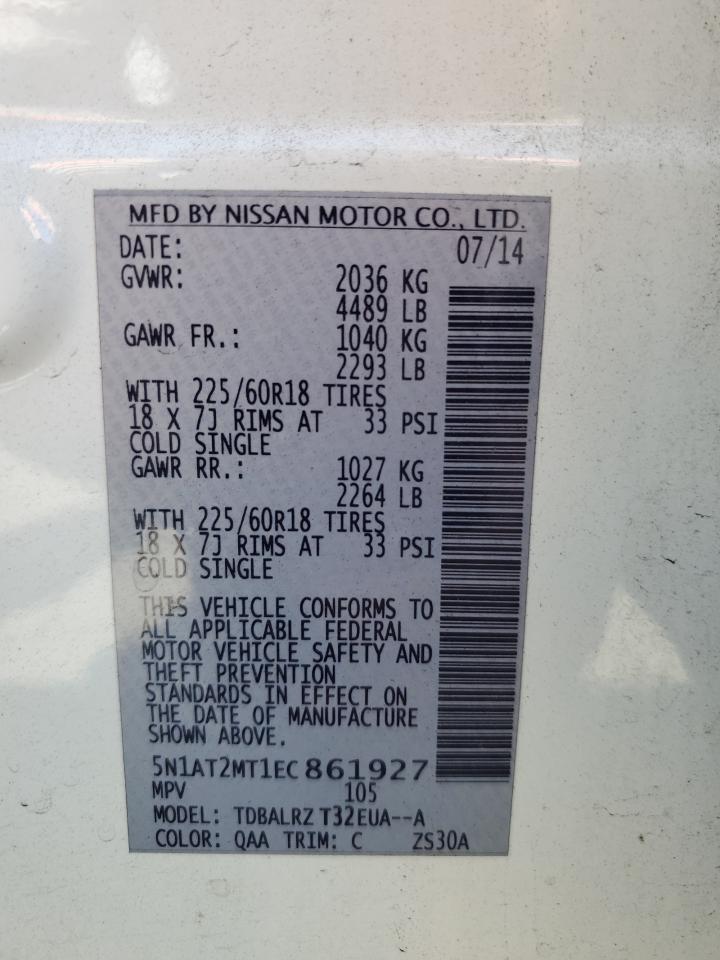 MFD BY NISSAN MOTOR CO., LTD.
DATE: 07/14
GVWR: 2036 KG
4489 LB
GAWR FR.: 1040 KG
2293 LB
WITH 225/60R18 TIRES
18 X 7J RIMS AT 33 PSI
COLD SINGLE
GAWR RR.: 1027 KG
2264 LB
WITH 225/60R18 TIRES
18 X 7J RIMS AT 33 PSI
COLD SINGLE
THIS VEHICLE CONFORMS TO
ALL APPLICABLE FEDERAL
MOTOR VEHICLE SAFETY AND
THEFT PREVENTION
STANDARDS IN EFFECT ON
THE DATE OF MANUFACTURE
SHOWN ABOVE.
5N1AT2MT1EC861927
MPV 105
MODEL: TDBALRZ T32EUA--A
COLOR: QAA TRIM: C ZS30A